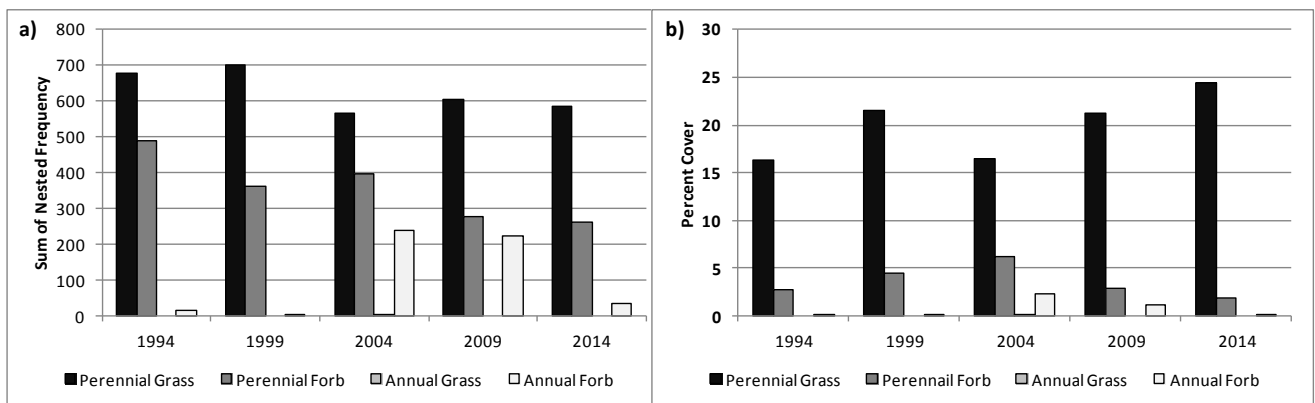 a)
800
700
600
500
400
300
200
100
0
Sum of Nested Frequency
1994 1999 2004 2009 2014
Perennial Grass Perennial Forb Annual Grass Annual Forb
b)
30
25
20
15
10
5
0
Percent Cover
1994 1999 2004 2009 2014
Perennial Grass Perennail Forb Annual Grass Annual Forb